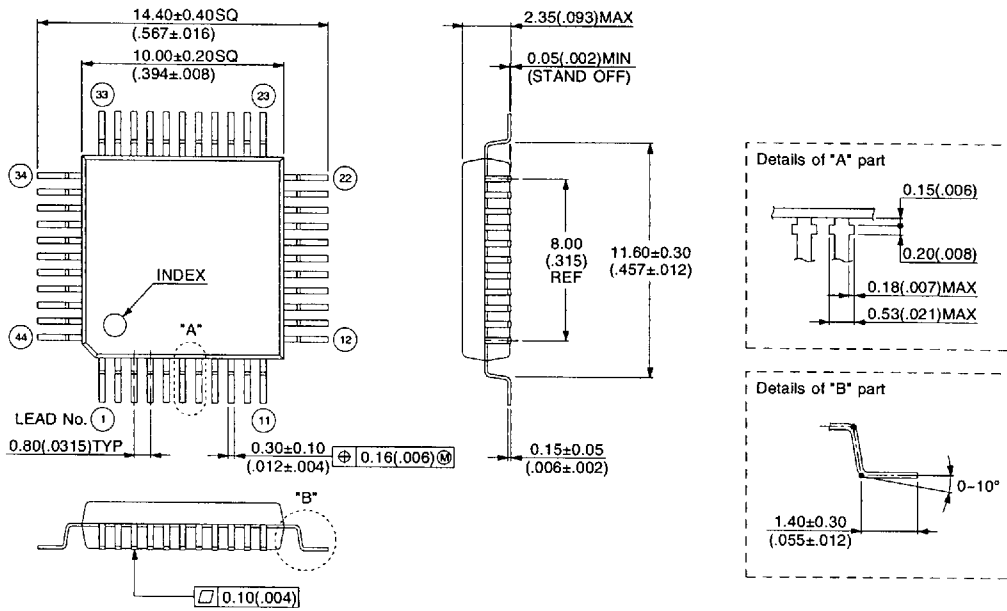 14.40±0.40SQ
(.567±.016)
10.00±0.20SQ
(.394±.008)
33
23
34
22
INDEX
44
"A"
12
LEAD No.
1
11
0.80(.0315)TYP
0.30±0.10
(.012±.004)
⌖ 0.16(.006)Ⓜ
"B"
⏥ 0.10(.004)
2.35(.093)MAX
0.05(.002)MIN
(STAND OFF)
8.00
(.315)
REF
11.60±0.30
(.457±.012)
0.15±0.05
(.006±.002)
Details of "A" part
0.15(.006)
0.20(.008)
0.18(.007)MAX
0.53(.021)MAX
Details of "B" part
0~10°
1.40±0.30
(.055±.012)